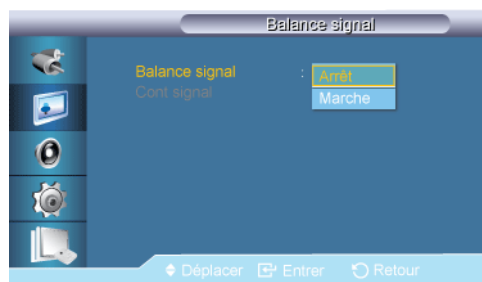 Balance signal
Balance signal : Arrêt
Cont signal Marche
Déplacer Entrer Retour